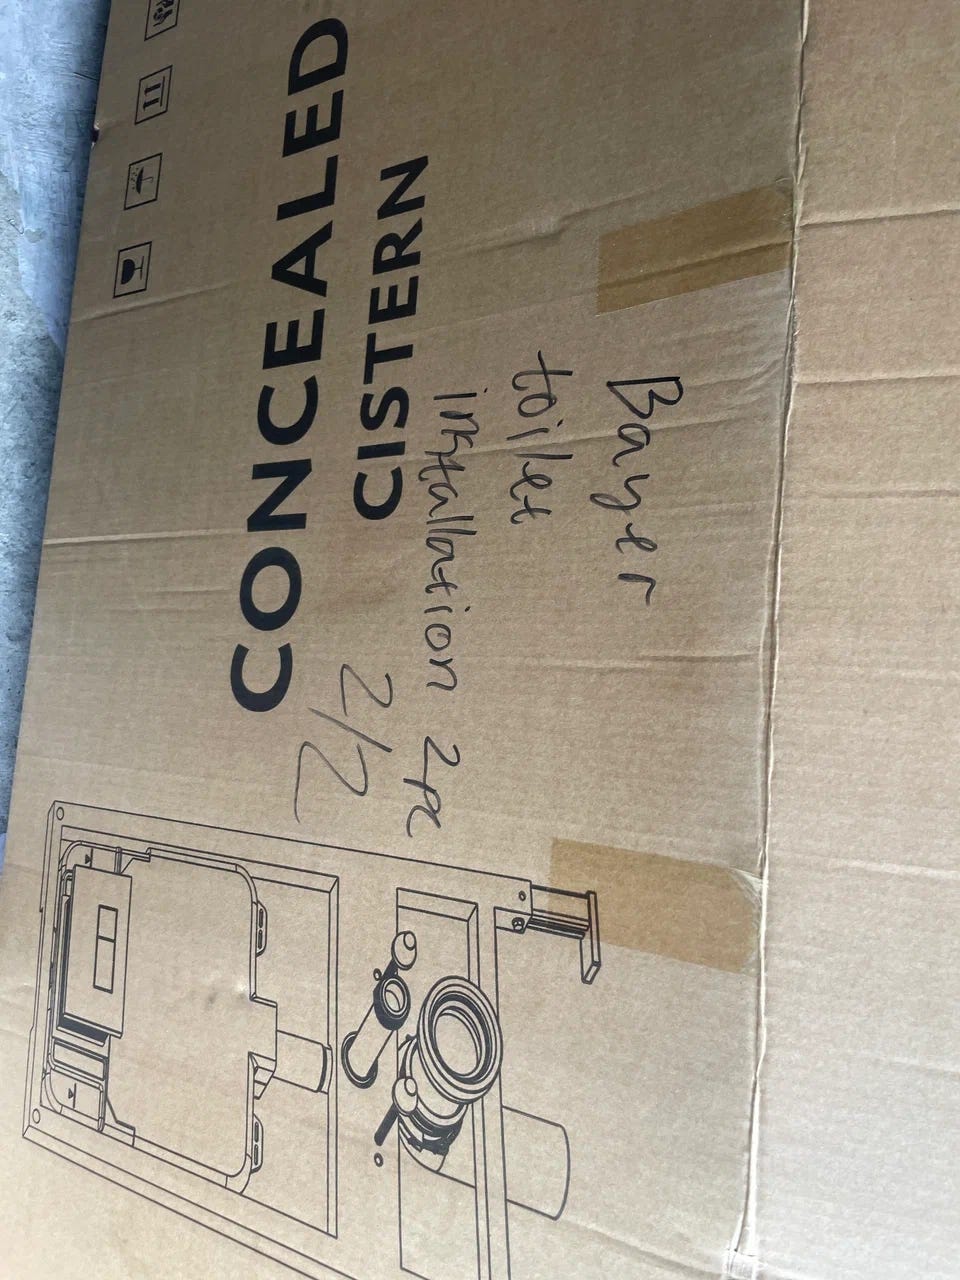 CONCEALED
CISTERN
Bayer
toilet
installation 2pc
2/2